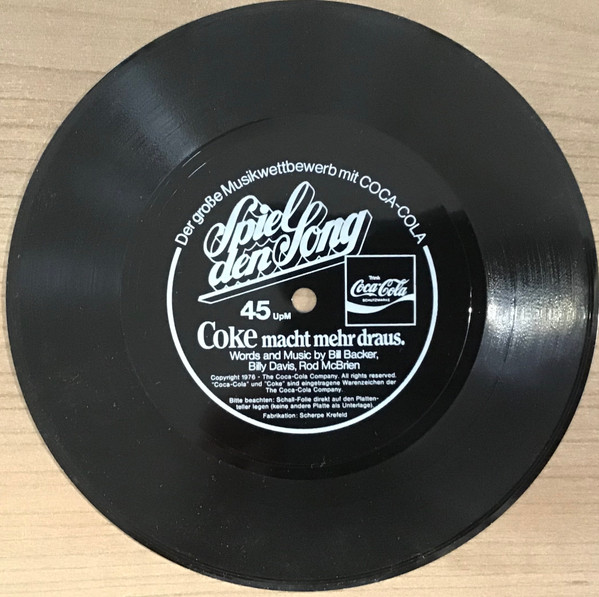 Der große Musikwettbewerb mit COCA-COLA
Spiel
den Song
Trink
Coca-Cola
SCHUTZMARKE
45 UpM
Coke macht mehr draus.
Words and Music by Bill Backer,
Billy Davis, Rod McBrien
Copyright 1976 - The Coca-Cola Company. All rights reserved.
"Coca-Cola" und "Coke" sind eingetragene Warenzeichen der
The Coca-Cola Company.
Bitte beachten: Schall-Folie direkt auf den Platten-
teller legen (keine andere Platte als Unterlage).
Fabrikation: Scherpe Krefeld